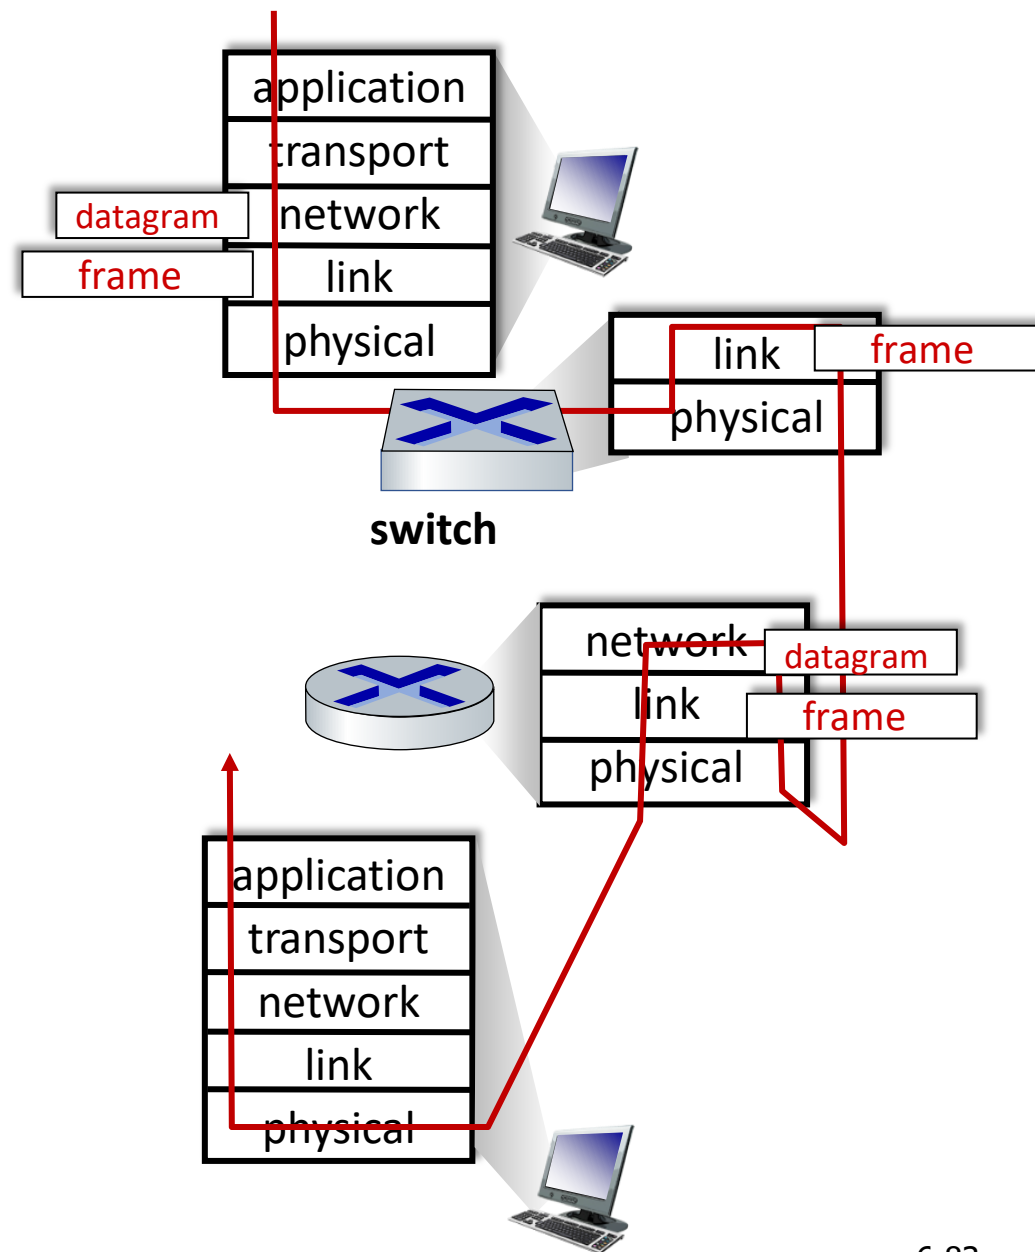 application
transport
datagram
network
frame
link
physical
link
frame
physical
switch
network
datagram
link
frame
physical
application
transport
network
link
physical